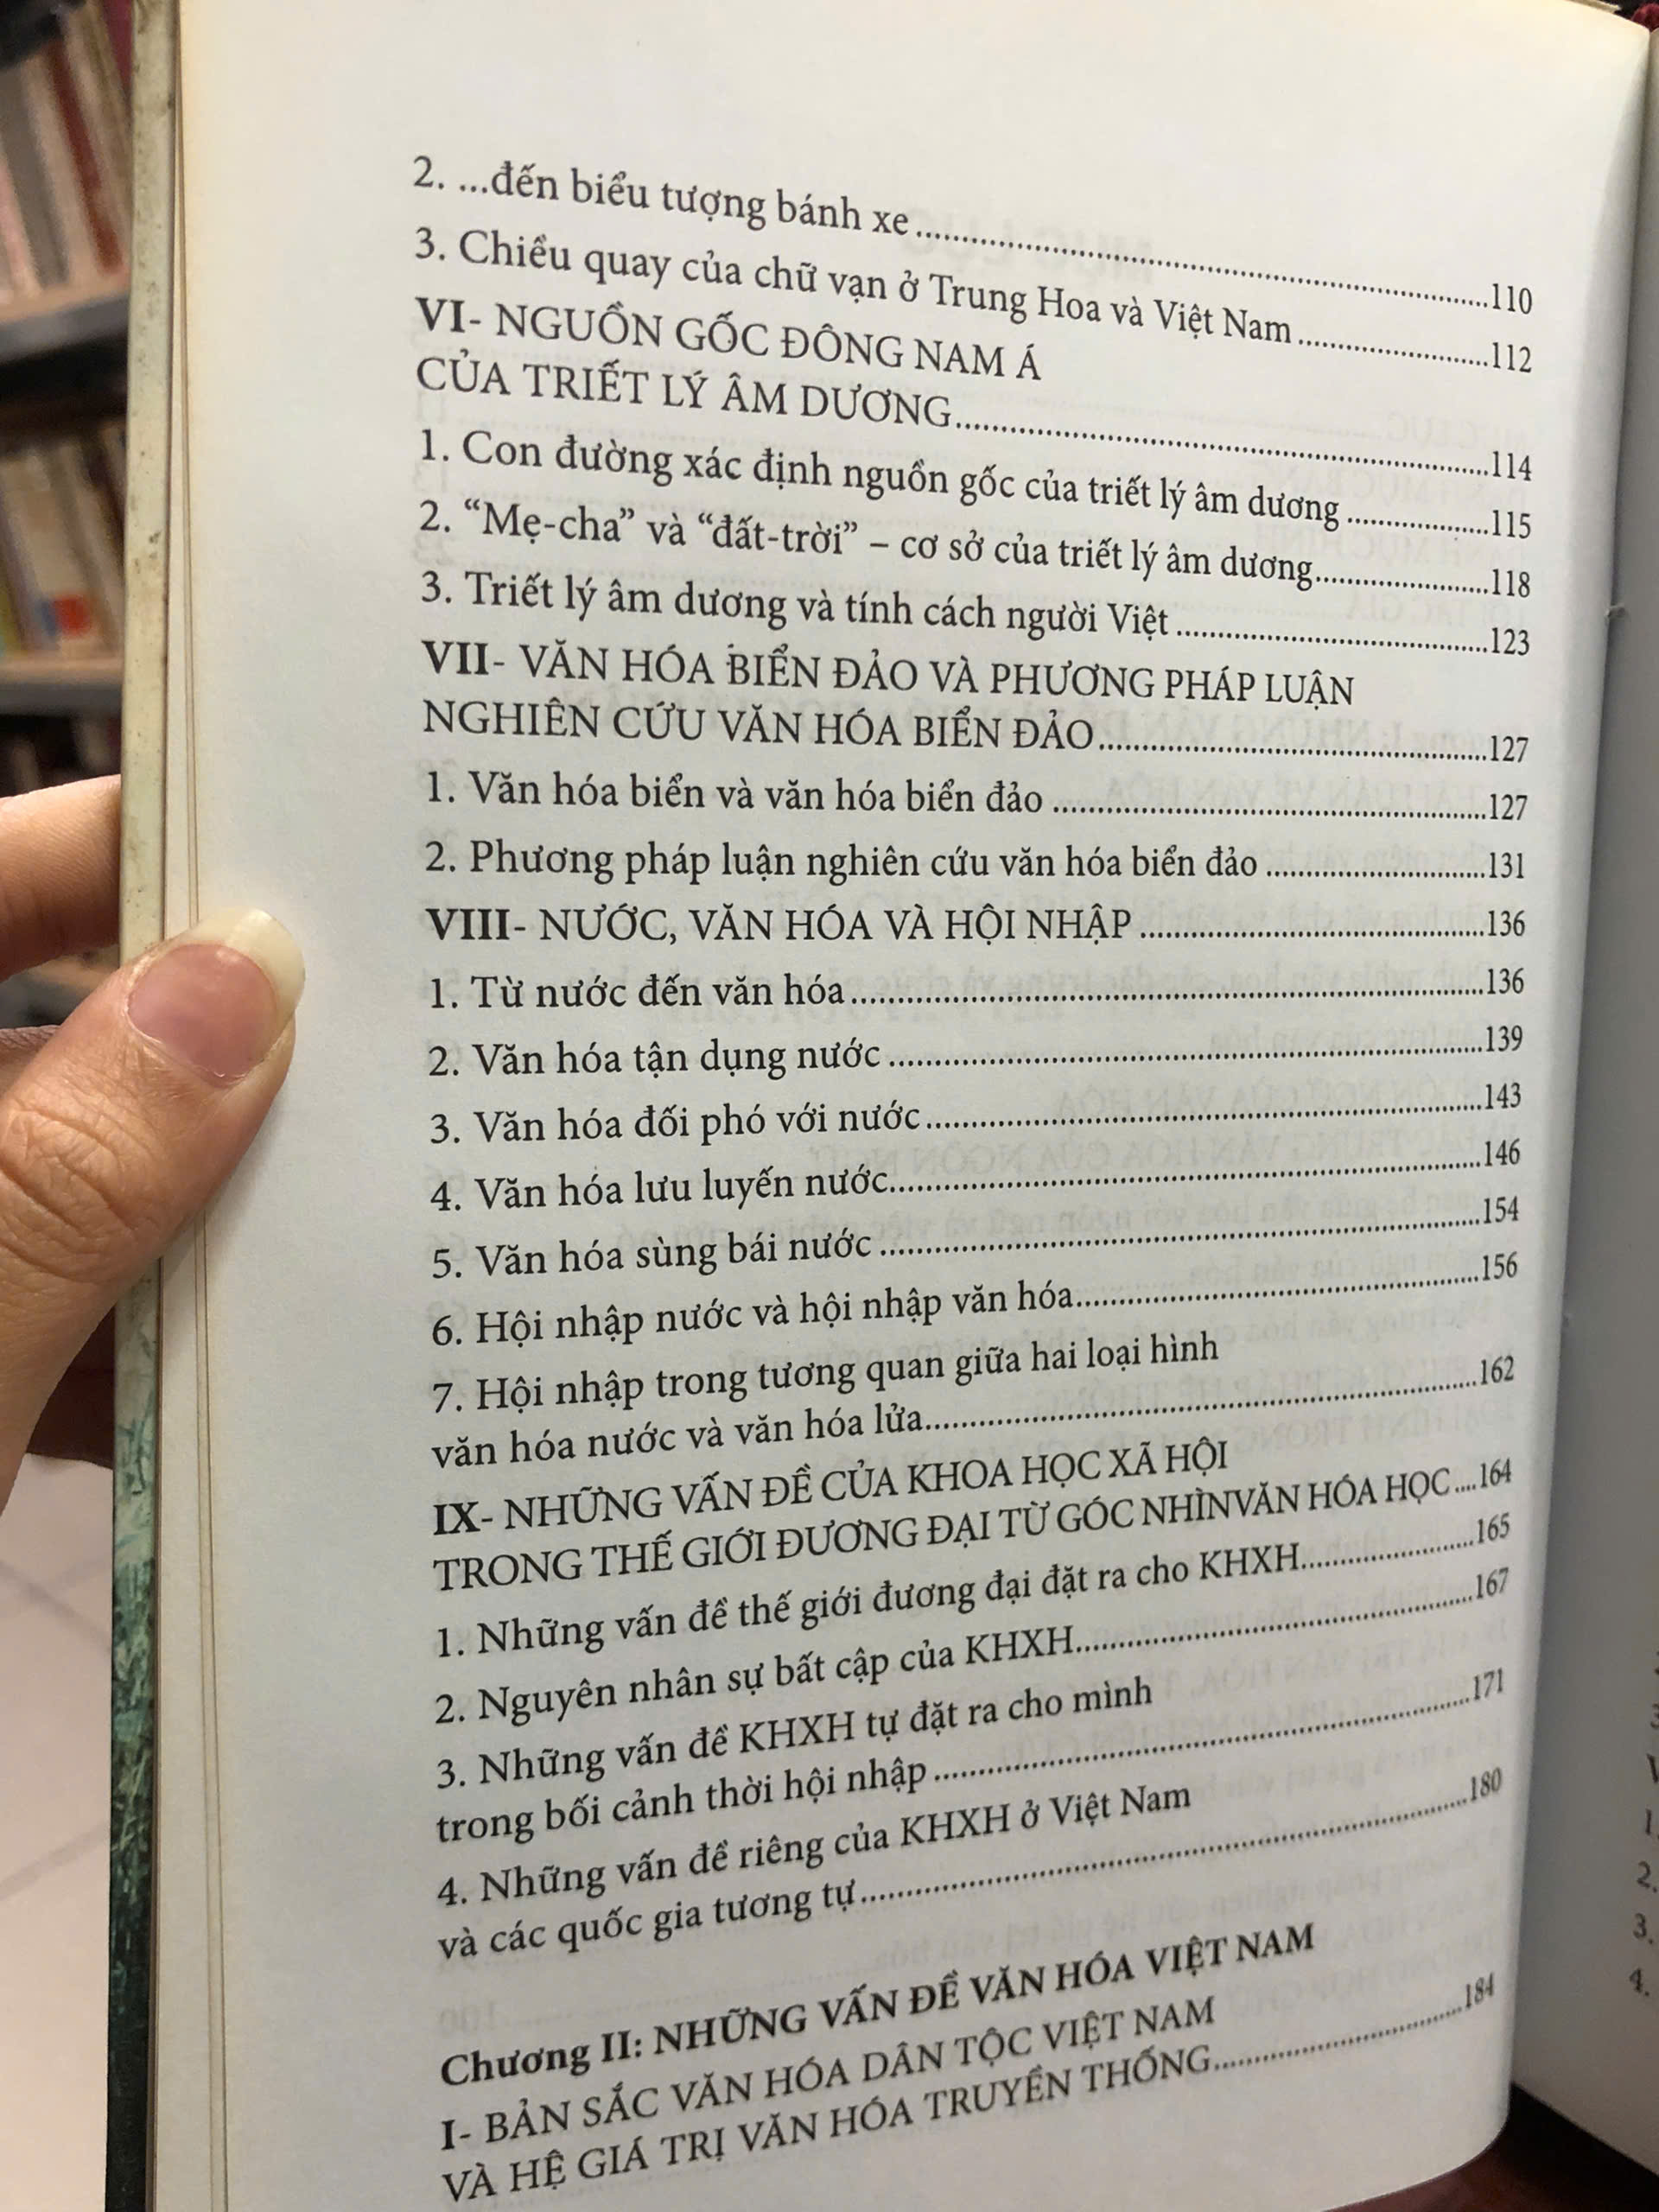 2. ...đến biểu tượng bánh xe ........ 110
3. Chiều quay của chữ vạn ở Trung Hoa và Việt Nam ........ 112
VI- NGUỒN GỐC ĐÔNG NAM Á
CỦA TRIẾT LÝ ÂM DƯƠNG ........ 114
1. Con đường xác định nguồn gốc của triết lý âm dương ........ 115
2. “Mẹ-cha” và “đất-trời” – cơ sở của triết lý âm dương ........ 118
3. Triết lý âm dương và tính cách người Việt ........ 123
VII- VĂN HÓA BIỂN ĐẢO VÀ PHƯƠNG PHÁP LUẬN
NGHIÊN CỨU VĂN HÓA BIỂN ĐẢO ........ 127
1. Văn hóa biển và văn hóa biển đảo ........ 127
2. Phương pháp luận nghiên cứu văn hóa biển đảo ........ 131
VIII- NƯỚC, VĂN HÓA VÀ HỘI NHẬP ........ 136
1. Từ nước đến văn hóa ........ 136
2. Văn hóa tận dụng nước ........ 139
3. Văn hóa đối phó với nước ........ 143
4. Văn hóa lưu luyến nước ........ 146
5. Văn hóa sùng bái nước ........ 154
6. Hội nhập nước và hội nhập văn hóa ........ 156
7. Hội nhập trong tương quan giữa hai loại hình
văn hóa nước và văn hóa lửa ........ 162
IX- NHỮNG VẤN ĐỀ CỦA KHOA HỌC XÃ HỘI
TRONG THẾ GIỚI ĐƯƠNG ĐẠI TỪ GÓC NHÌNVĂN HÓA HỌC .... 164
1. Những vấn đề thế giới đương đại đặt ra cho KHXH ........ 165
2. Nguyên nhân sự bất cập của KHXH ........ 167
3. Những vấn đề KHXH tự đặt ra cho mình
trong bối cảnh thời hội nhập ........ 171
4. Những vấn đề riêng của KHXH ở Việt Nam
và các quốc gia tương tự ........ 180
Chương II: NHỮNG VẤN ĐỀ VĂN HÓA VIỆT NAM
I- BẢN SẮC VĂN HÓA DÂN TỘC VIỆT NAM
VÀ HỆ GIÁ TRỊ VĂN HÓA TRUYỀN THỐNG ........ 184
2.
3.
4.